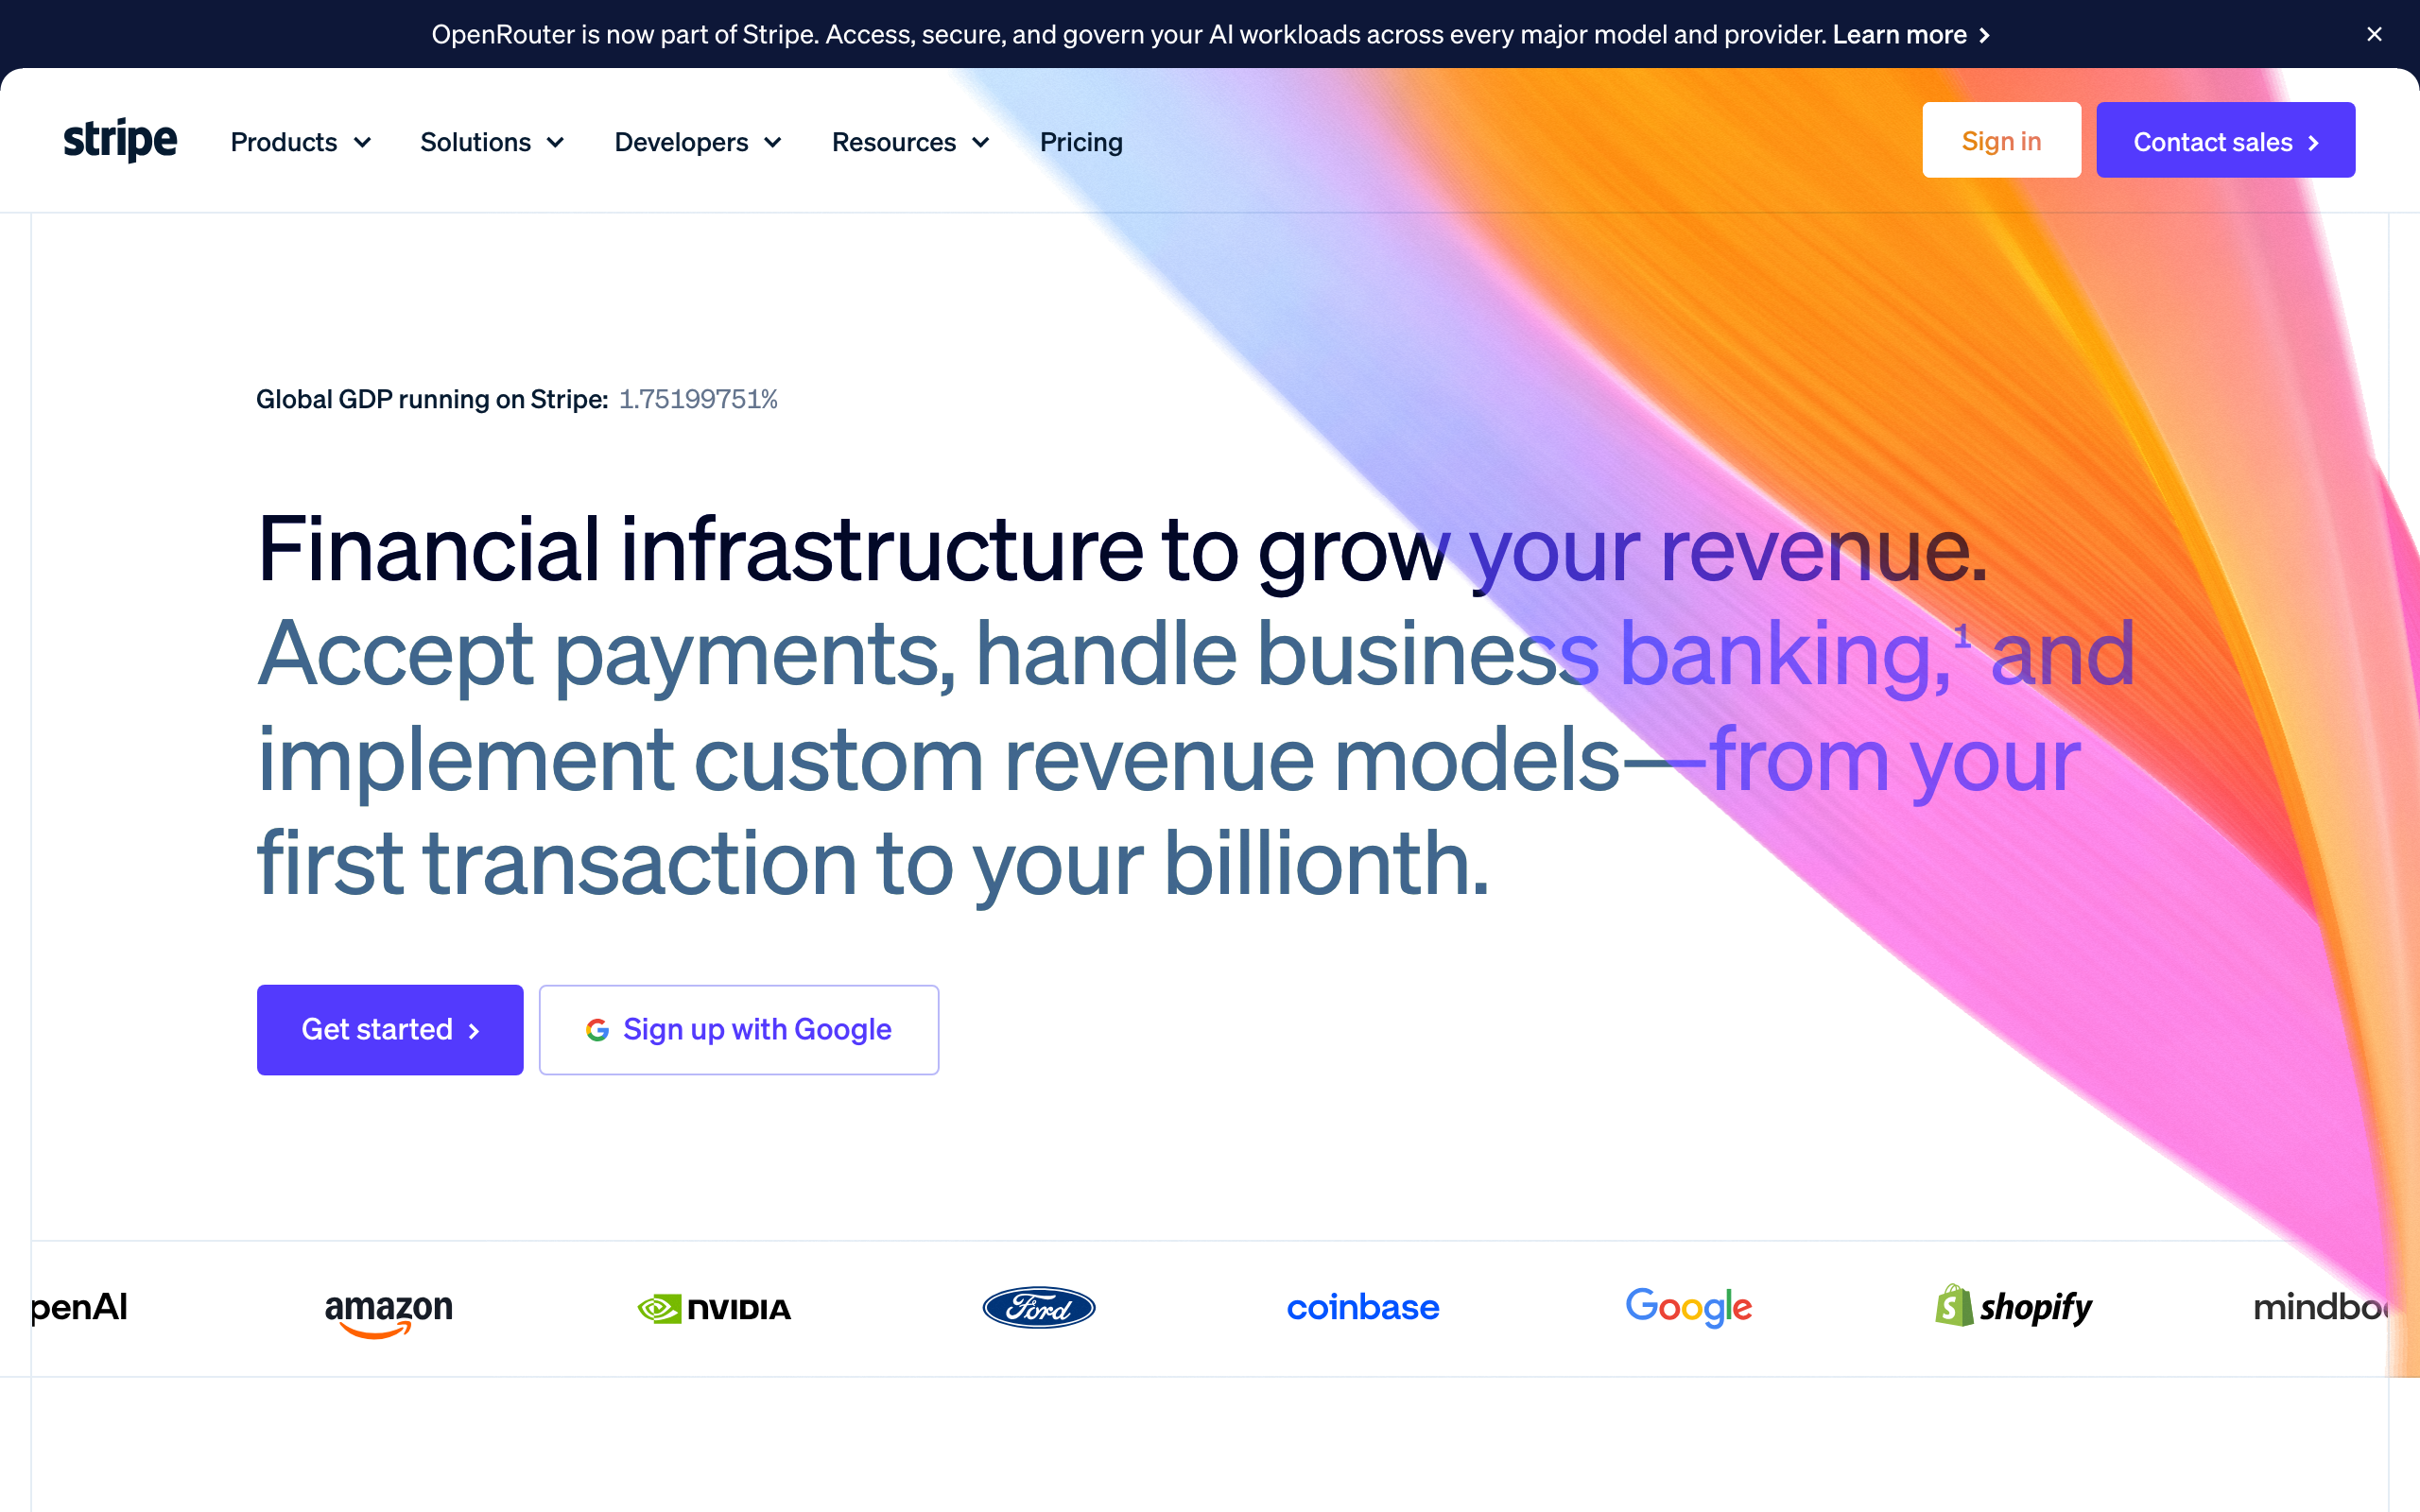 OpenRouter is now part of Stripe. Access, secure, and govern your AI workloads across every major model and provider. Learn more
stripe Products Solutions Developers Resources Pricing Sign in Contact sales
Global GDP running on Stripe: 1.75199751%
Financial infrastructure to grow your revenue.
Accept payments, handle business banking,¹ and
implement custom revenue models—from your
first transaction to your billionth.
Get started Sign up with Google
penAI amazon NVIDIA Ford coinbase Google shopify mindbo